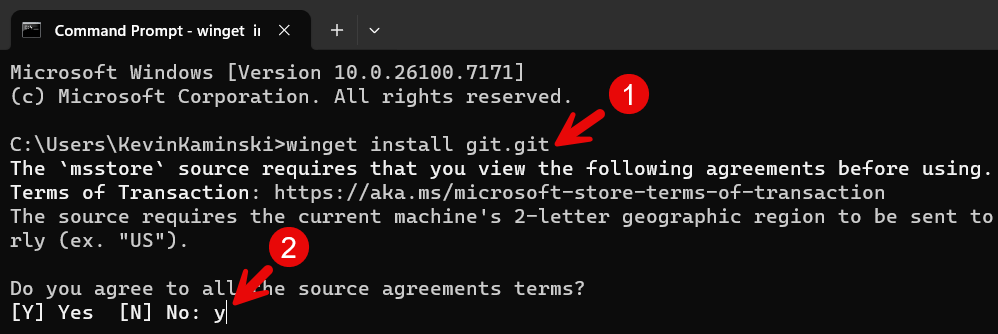 Command Prompt - winget in
Microsoft Windows [Version 10.0.26100.7171]
(c) Microsoft Corporation. All rights reserved.
1
C:\Users\KevinKaminski>winget install git.git
The `msstore` source requires that you view the following agreements before using.
Terms of Transaction: https://aka.ms/microsoft-store-terms-of-transaction
The source requires the current machine's 2-letter geographic region to be sent to
rly (ex. "US").
2
Do you agree to all the source agreements terms?
[Y] Yes  [N] No: y